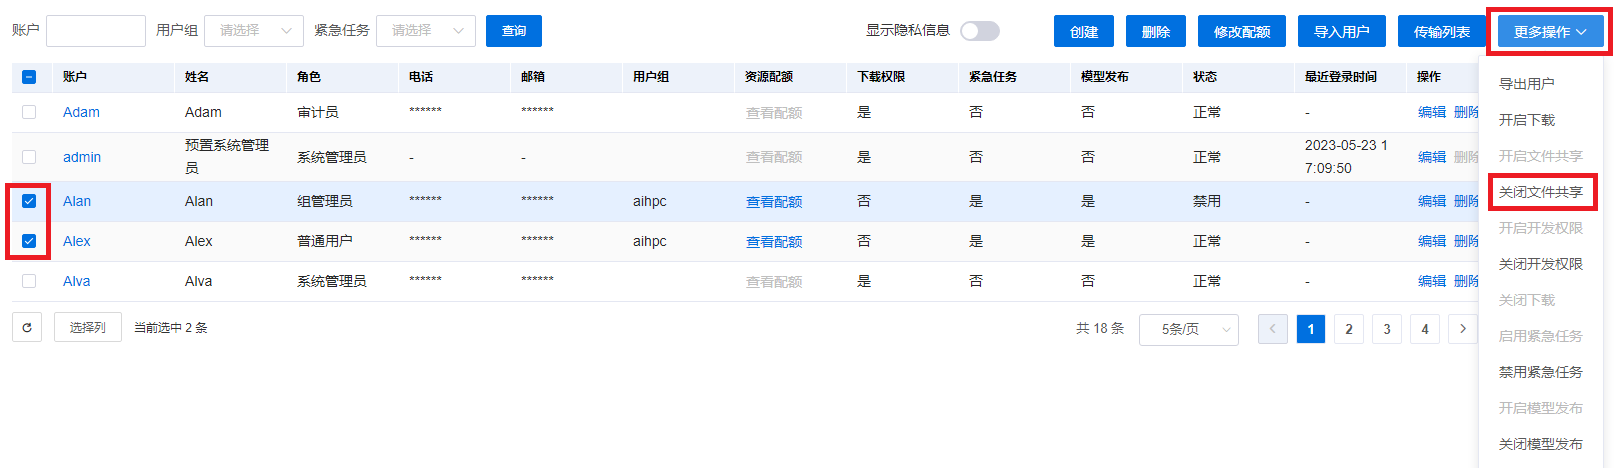 账户 用户组 请选择 紧急任务 请选择 查询 显示隐私信息 创建 删除 修改配额 导入用户 传输列表 更多操作
账户 姓名 角色 电话 邮箱 用户组 资源配额 下载权限 紧急任务 模型发布 状态 最近登录时间 操作
Adam Adam 审计员 ****** ****** 查看配额 是 否 否 正常 - 编辑 删除
admin 预置系统管理员 系统管理员 - - 查看配额 是 否 否 正常 2023-05-23 17:09:50 编辑 删除
Alan Alan 组管理员 ****** ****** aihpc 查看配额 否 是 是 禁用 - 编辑 删除
Alex Alex 普通用户 ****** ****** aihpc 查看配额 否 是 是 正常 - 编辑 删除
Alva Alva 系统管理员 ****** ****** 查看配额 是 否 否 正常 - 编辑 删除
选择列 当前选中 2 条 共 18 条 5条/页 1 2 3 4
导出用户
开启下载
开启文件共享
关闭文件共享
开启开发权限
关闭开发权限
关闭下载
启用紧急任务
禁用紧急任务
开启模型发布
关闭模型发布